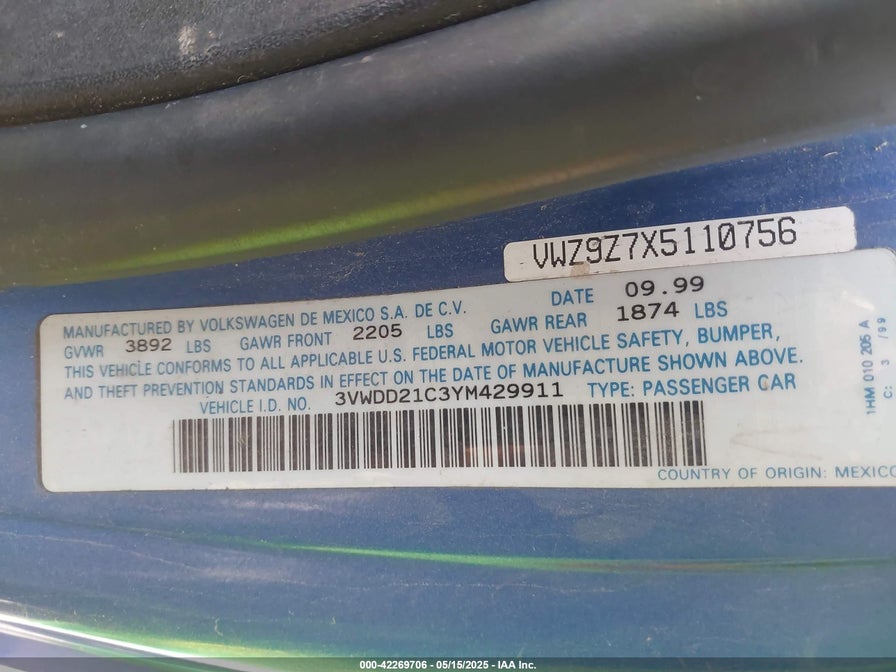 VWZ9Z7X5110756
MANUFACTURED BY VOLKSWAGEN DE MEXICO S.A. DE C.V. DATE 09.99
GVWR 3892 LBS GAWR FRONT 2205 LBS GAWR REAR 1874 LBS
THIS VEHICLE CONFORMS TO ALL APPLICABLE U.S. FEDERAL MOTOR VEHICLE SAFETY, BUMPER,
AND THEFT PREVENTION STANDARDS IN EFFECT ON THE DATE OF MANUFACTURE SHOWN ABOVE.
VEHICLE I.D. NO. 3VWDD21C3YM429911 TYPE: PASSENGER CAR
COUNTRY OF ORIGIN: MEXICO
1HM 010 205 A
C: 3 /99
000-42269706 - 05/15/2025 - IAA Inc.